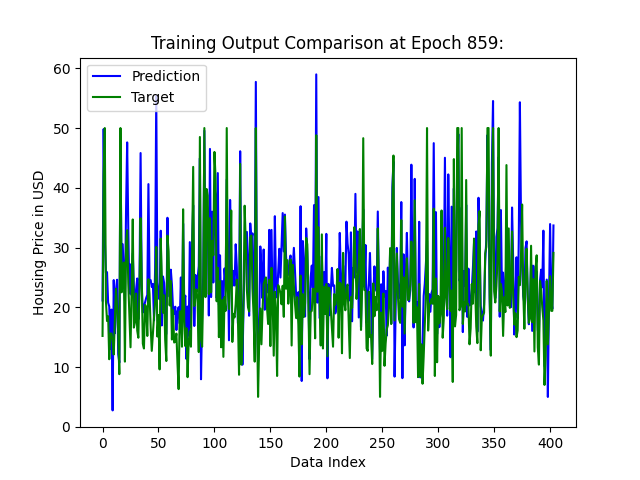 Training Output Comparison at Epoch 859:
Prediction
Target
Housing Price in USD
60
50
40
30
20
10
0
0 50 100 150 200 250 300 350 400
Data Index